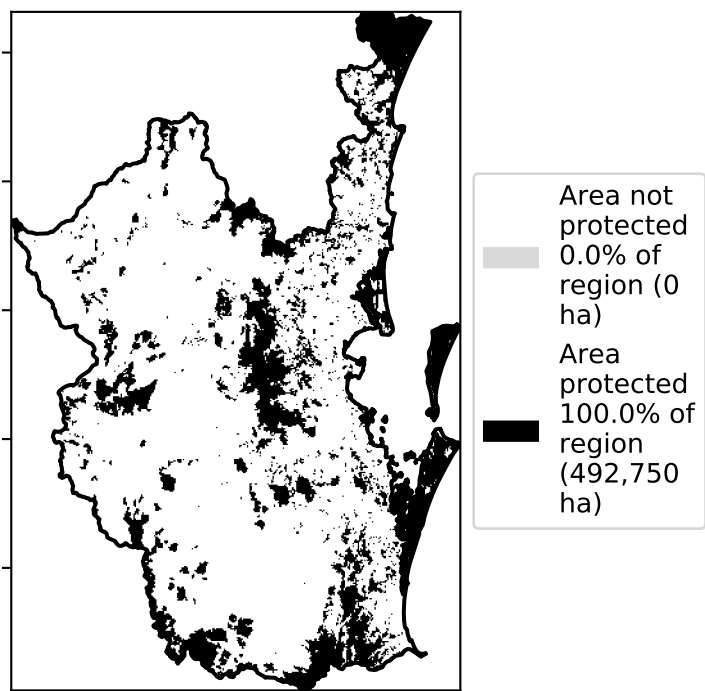 Area not
protected
0.0% of
region (0
ha)
Area
protected
100.0% of
region
(492,750
ha)